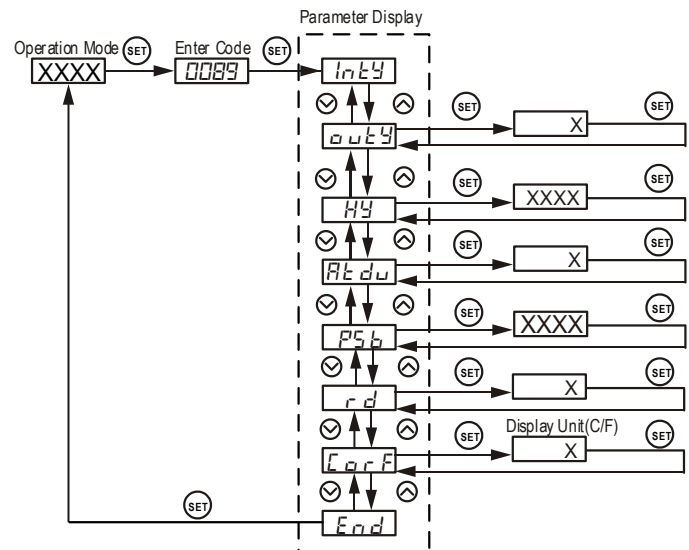 Parameter Display
Operation Mode SET Enter Code SET
XXXX 0089 IntY
outY SET X SET
HY SET XXXX SET
Atdu SET X SET
PSb SET XXXX SET
rd SET X SET
Display Unit(C/F)
CorF SET X SET
SET
End